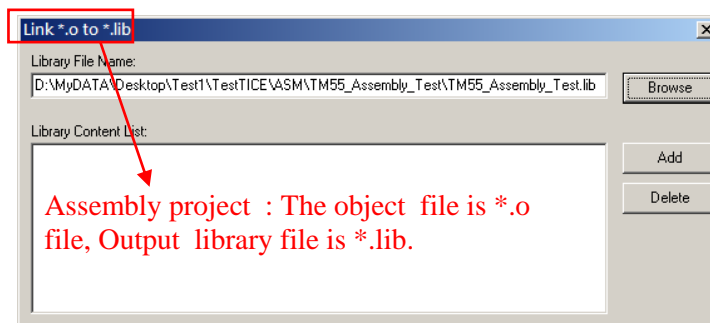 Link *.o to *.lib
Library File Name:
D:\MyDATA\Desktop\Test1\TestTICE\ASM\TM55_Assembly_Test\TM55_Assembly_Test.lib
Browse
Library Content List:
Add
Delete
Assembly project : The object file is *.o
file, Output library file is *.lib.